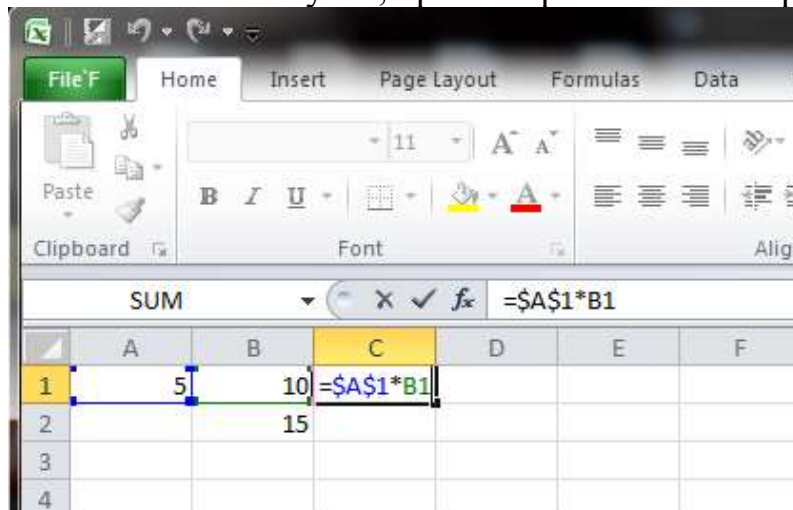 File`F Home Insert Page Layout Formulas Data
11 A A
Paste B I U A
Clipboard Font
SUM fx =$A$1*B1
A B C D E F
1 5 10 =$A$1*B1
2 15
3
4